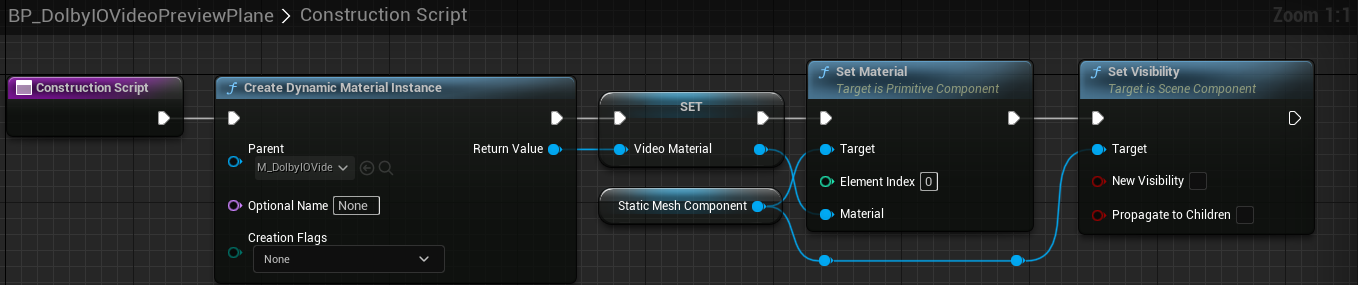 BP_DolbyIOVideoPreviewPlane > Construction Script
Zoom 1:1
Construction Script
Create Dynamic Material Instance
Parent
M_DolbyIOVide
Return Value
Optional Name None
Creation Flags
None
SET
Video Material
Static Mesh Component
Set Material
Target is Primitive Component
Target
Element Index 0
Material
Set Visibility
Target is Scene Component
Target
New Visibility
Propagate to Children